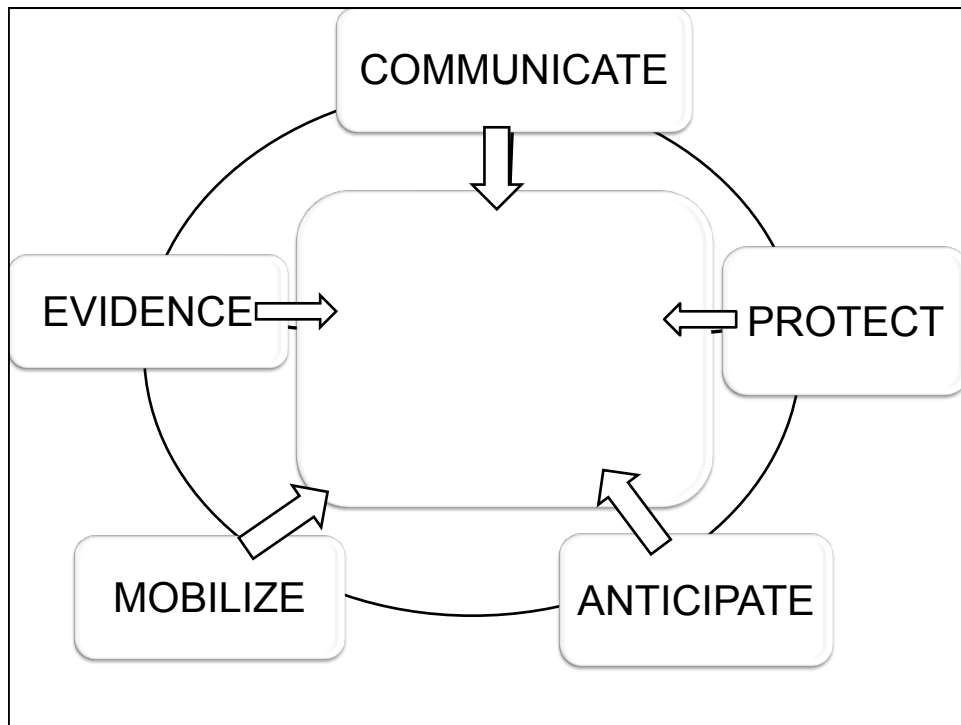 COMMUNICATE
EVIDENCE
PROTECT
MOBILIZE
ANTICIPATE